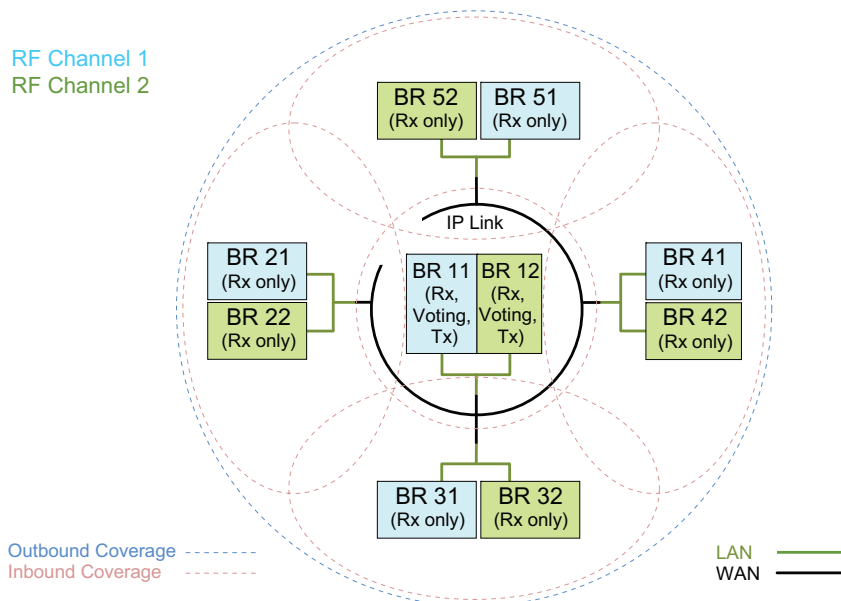 RF Channel 1
RF Channel 2
BR 52
(Rx only)
BR 51
(Rx only)
IP Link
BR 21
(Rx only)
BR 22
(Rx only)
BR 11
(Rx,
Voting,
Tx)
BR 12
(Rx,
Voting,
Tx)
BR 41
(Rx only)
BR 42
(Rx only)
BR 31
(Rx only)
BR 32
(Rx only)
Outbound Coverage
Inbound Coverage
LAN
WAN